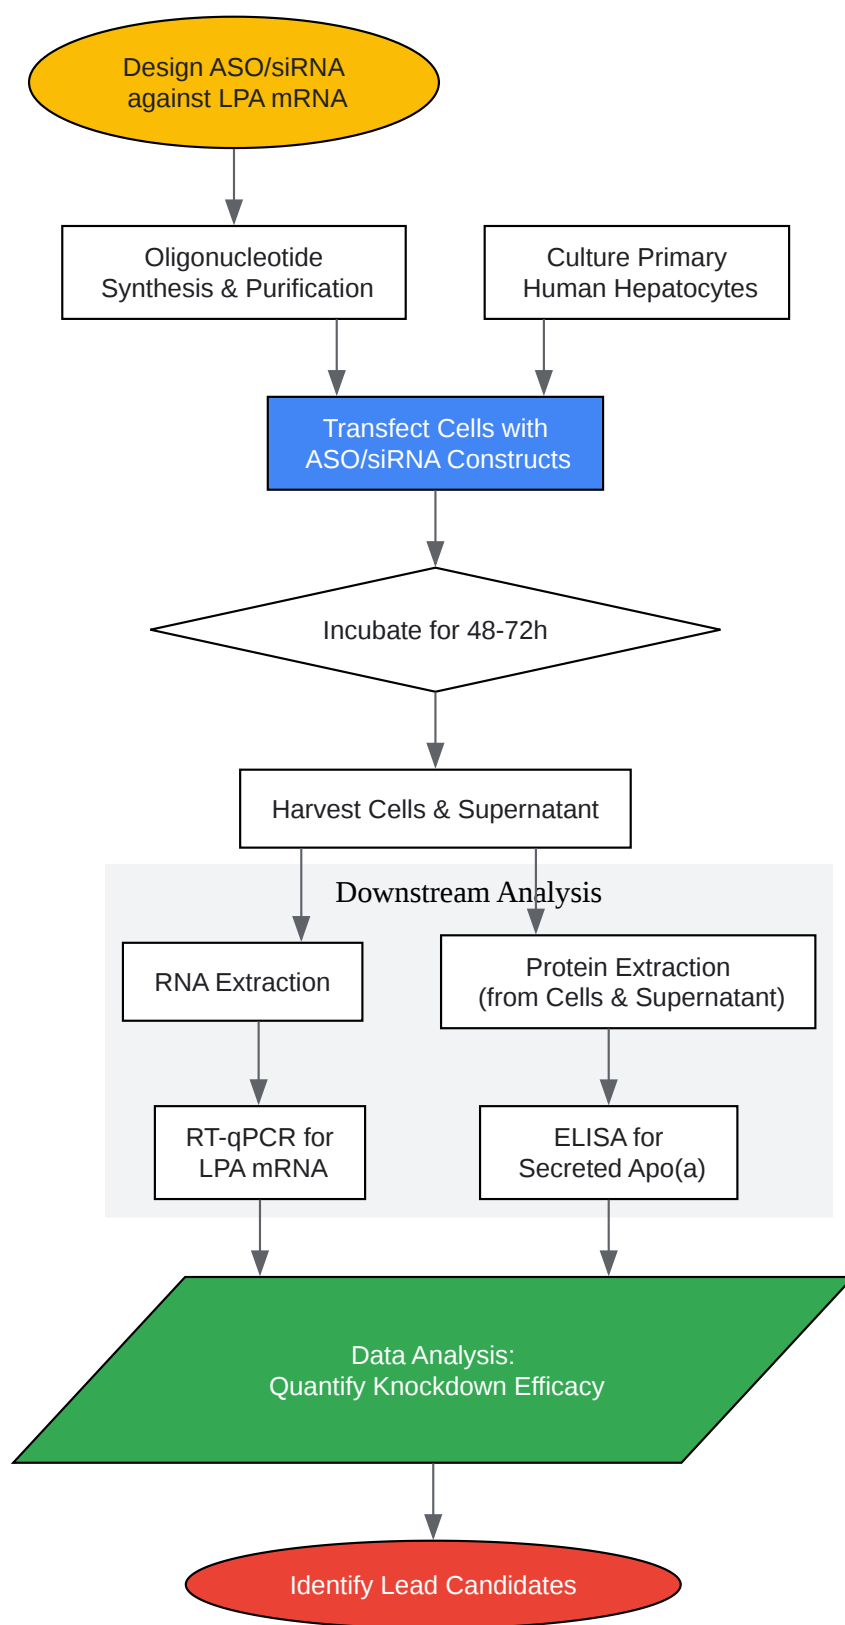 Design ASO/siRNA
against LPA mRNA
Oligonucleotide
Synthesis & Purification
Culture Primary
Human Hepatocytes
Transfect Cells with
ASO/siRNA Constructs
Incubate for 48-72h
Harvest Cells & Supernatant
Downstream Analysis
RNA Extraction
Protein Extraction
(from Cells & Supernatant)
RT-qPCR for
LPA mRNA
ELISA for
Secreted Apo(a)
Data Analysis:
Quantify Knockdown Efficacy
Identify Lead Candidates